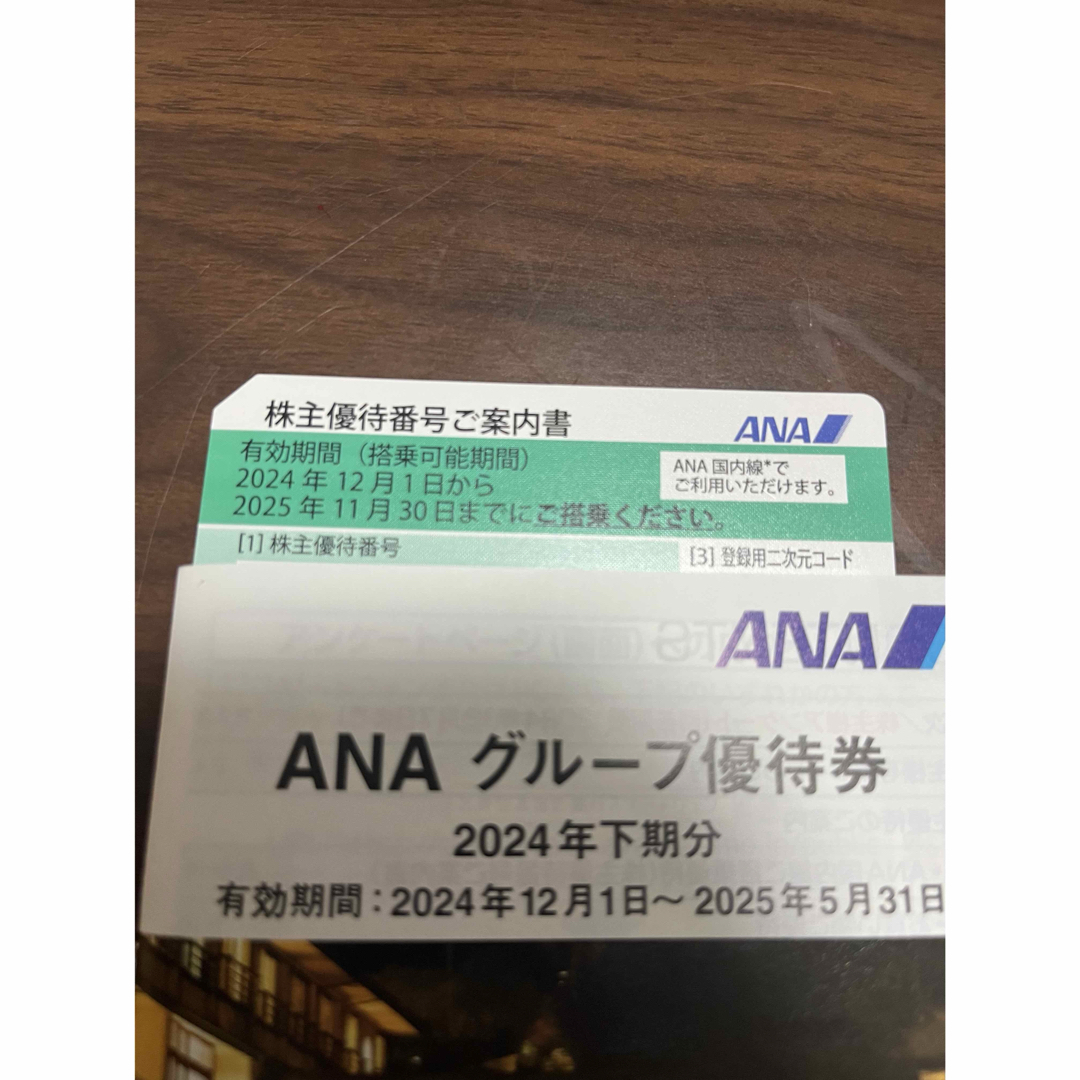 株主優待番号ご案内書
ANA
有効期間（搭乗可能期間）
2024年12月1日から
2025年11月30日までにご搭乗ください。
ANA国内線*で
ご利用いただけます。
[1] 株主優待番号
[3] 登録用二次元コード
ANA
ANA グループ優待券
2024年下期分
有効期間：2024年12月1日～2025年5月31日